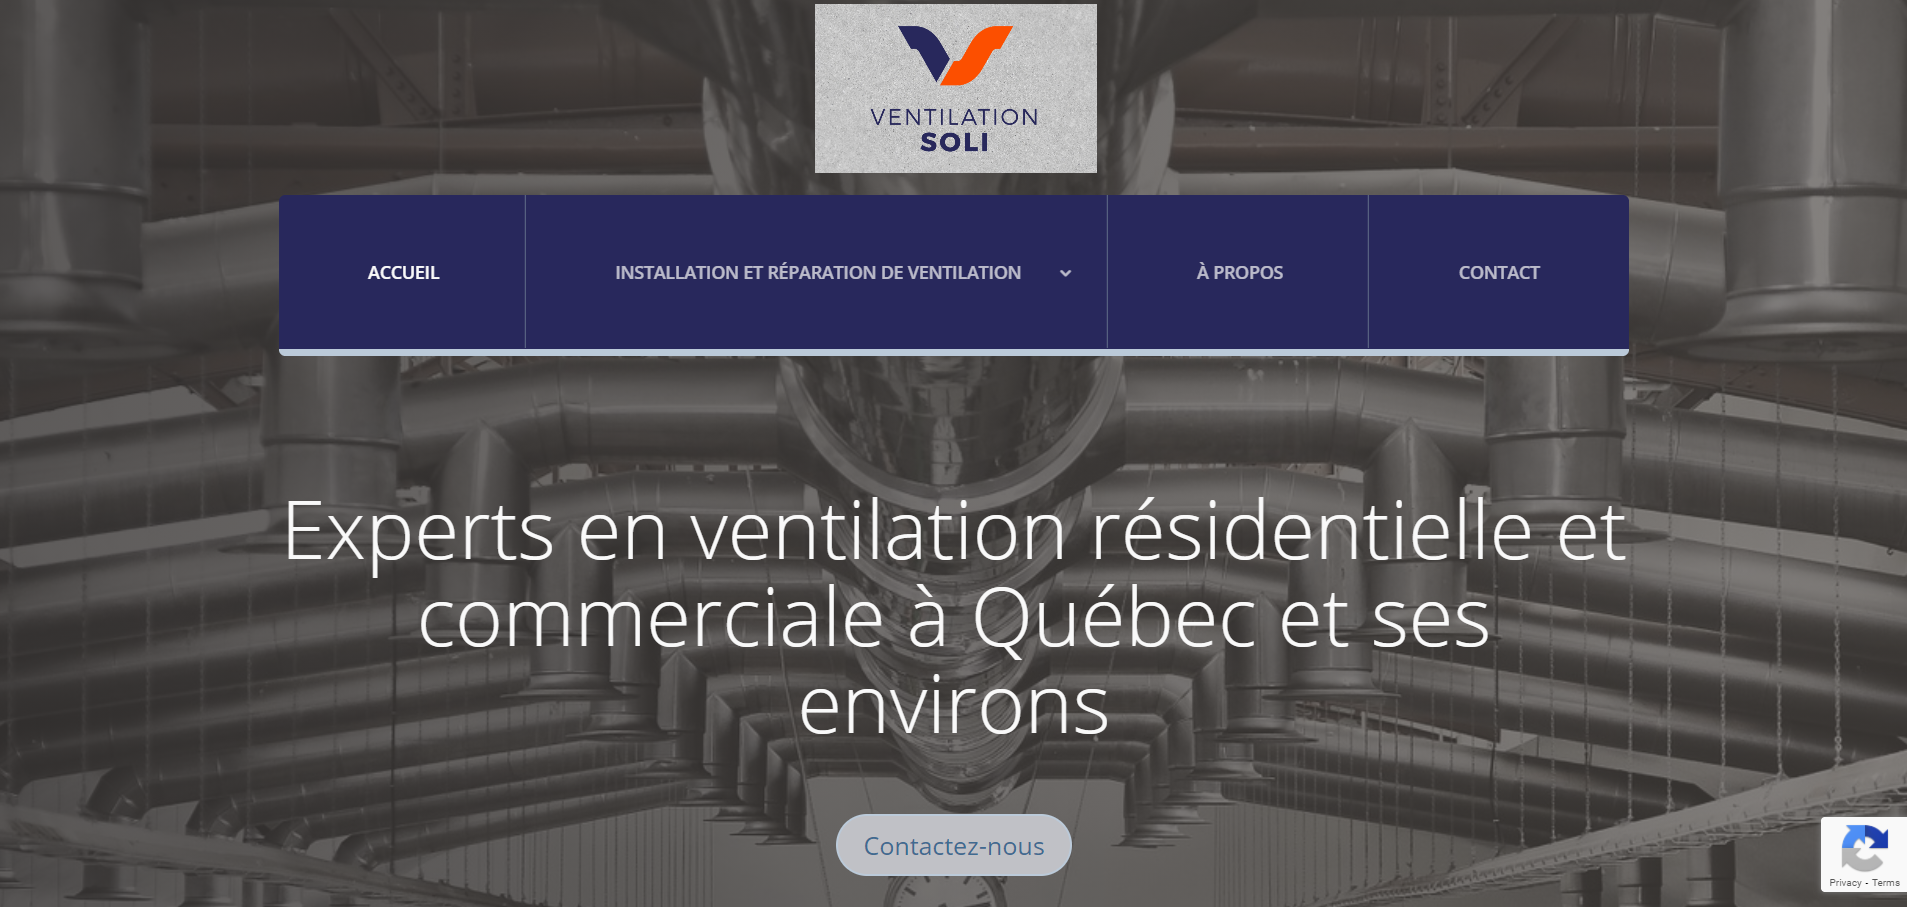 VENTILATION
SOLI
ACCUEIL
INSTALLATION ET RÉPARATION DE VENTILATION
À PROPOS
CONTACT
Experts en ventilation résidentielle et
commerciale à Québec et ses
environs
Contactez-nous
Privacy - Terms